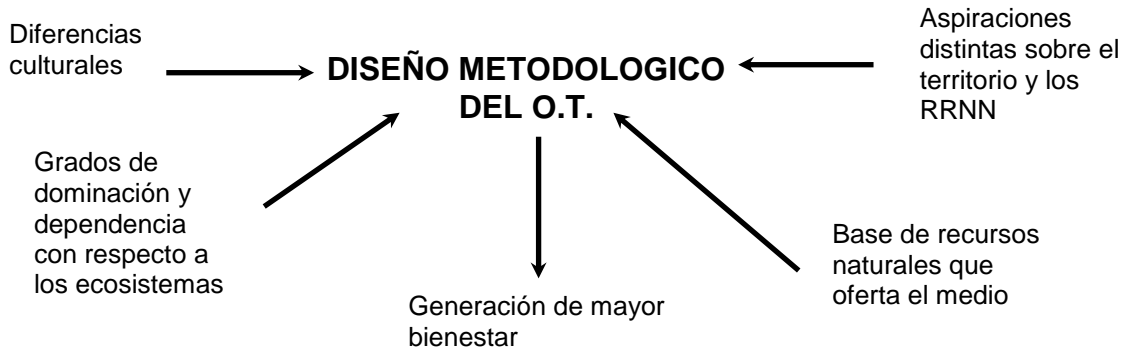 Diferencias
culturales
DISEÑO METODOLOGICO
DEL O.T.
Aspiraciones
distintas sobre el
territorio y los
RRNN
Grados de
dominación y
dependencia
con respecto a
los ecosistemas
Generación de mayor
bienestar
Base de recursos
naturales que
oferta el medio